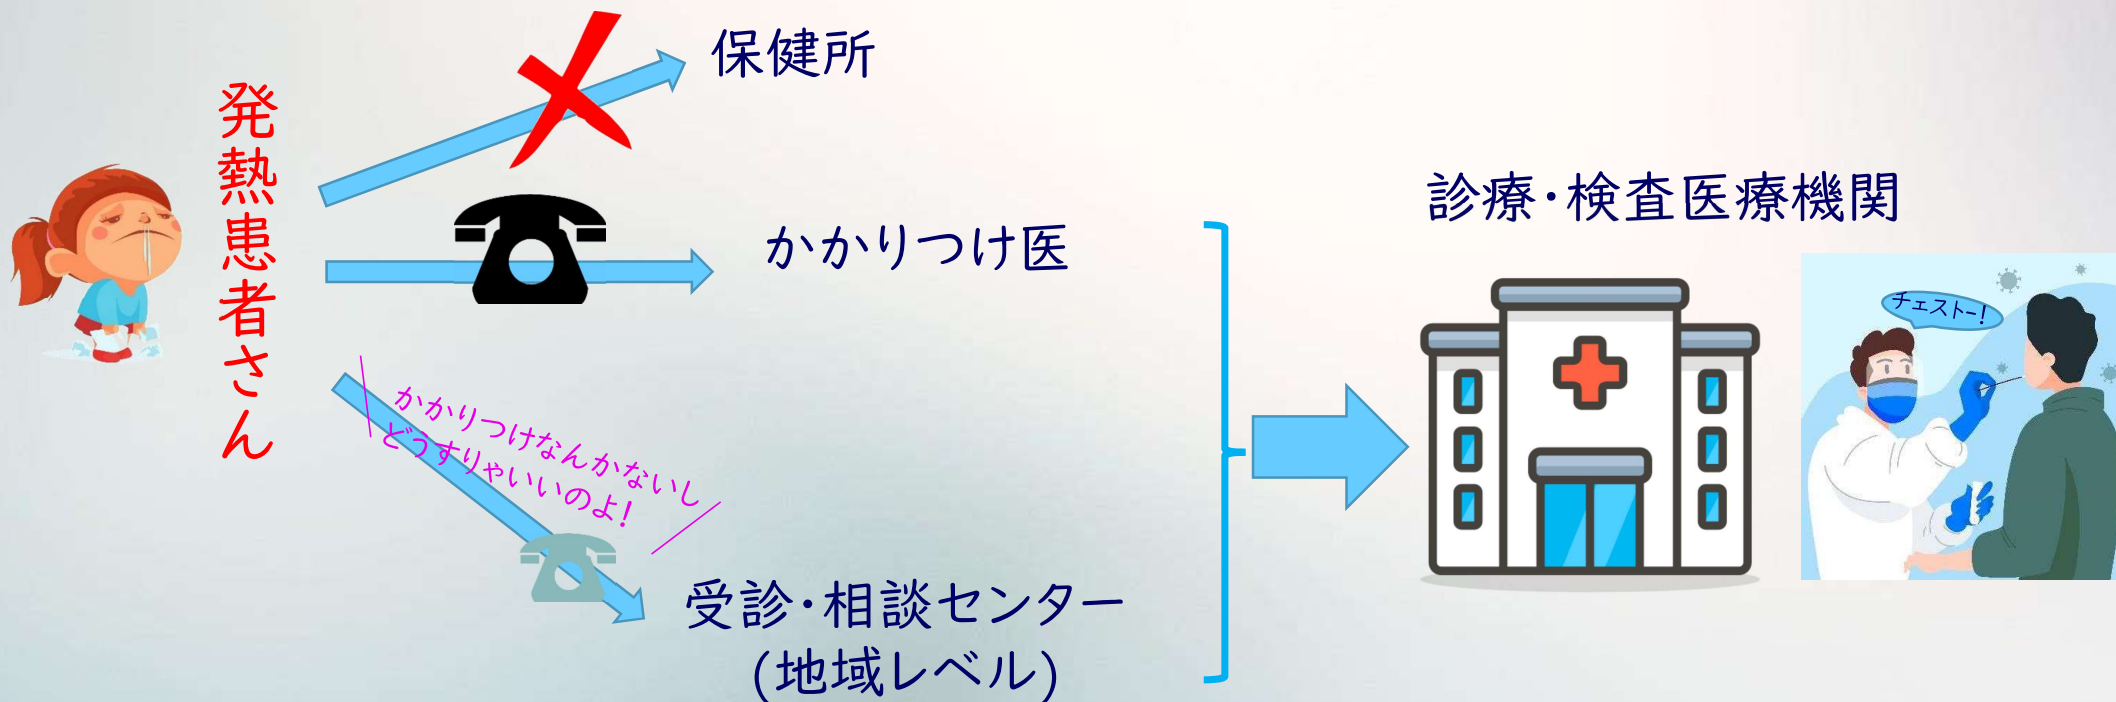 発熱患者さん
保健所
かかりつけ医
かかりつけなんかないし
どうすりゃいいのよ!
受診・相談センター
(地域レベル)
診療・検査医療機関
チェストー!